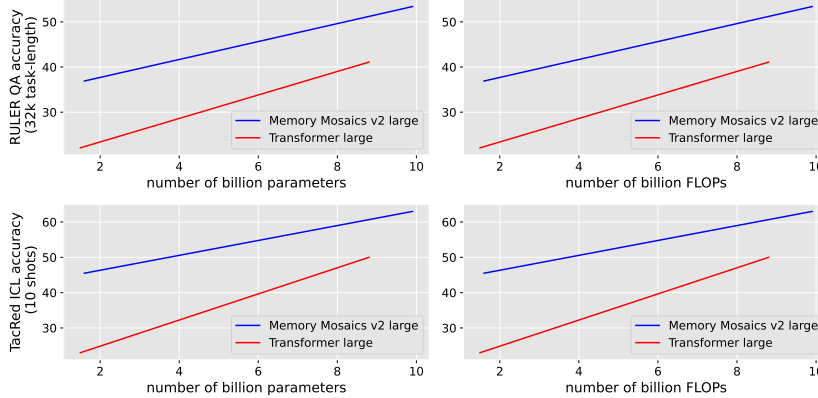 RULER QA accuracy
(32k task-length)
50
40
30
Memory Mosaics v2 large
Transformer large
2
4
6
8
10
number of billion parameters
50
40
30
Memory Mosaics v2 large
Transformer large
2
4
6
8
10
number of billion FLOPs
TacRed ICL accuracy
(10 shots)
60
50
40
30
Memory Mosaics v2 large
Transformer large
2
4
6
8
10
number of billion parameters
60
50
40
30
Memory Mosaics v2 large
Transformer large
2
4
6
8
10
number of billion FLOPs